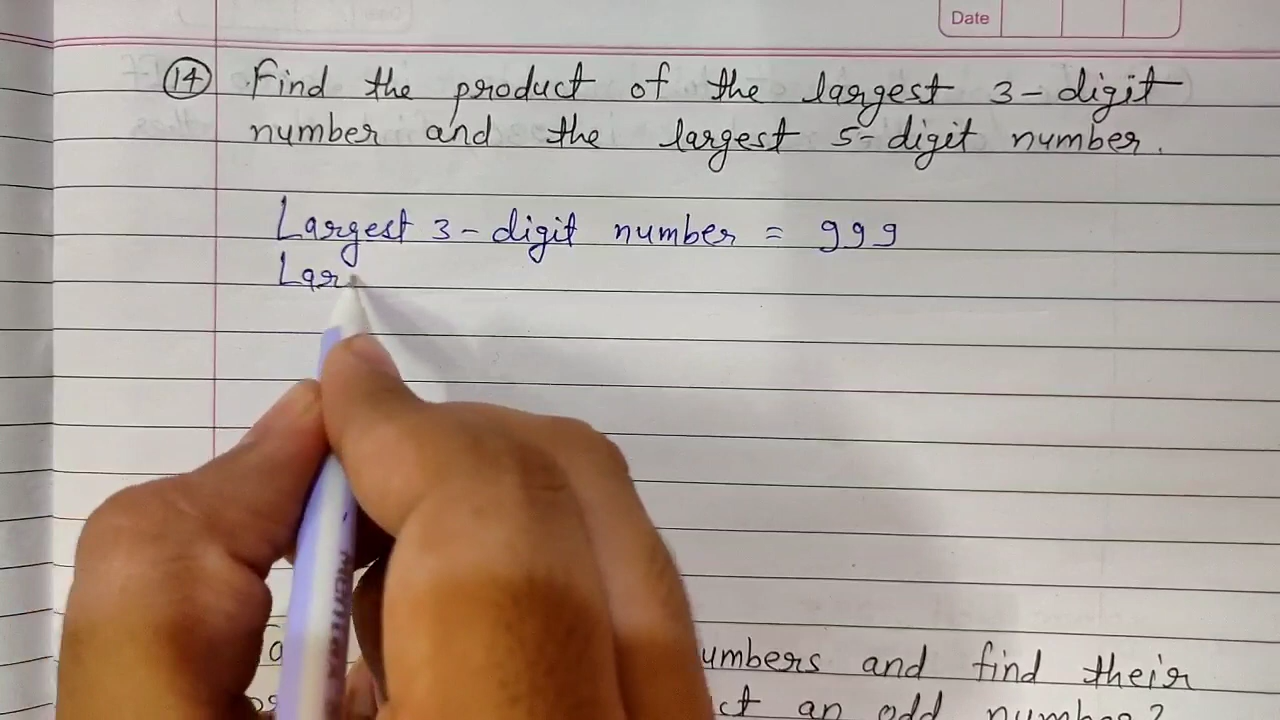 Date
14 Find the product of the largest 3-digit
number and the largest 5-digit number.
Largest 3-digit number = 999
Lar
umbers and find their
ct an odd number?